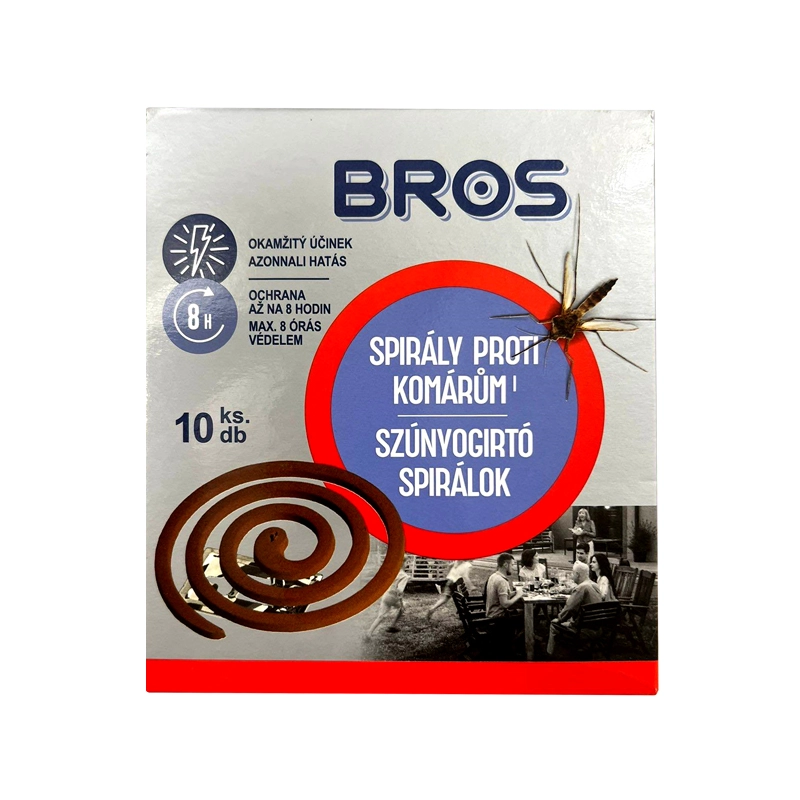 BROS
OKAMŽITÝ ÚČINEK
AZONNALI HATÁS
OCHRANA
AŽ NA 8 HODIN
MAX. 8 ÓRÁS
VÉDELEM
8 H
SPIRÁLY PROTI
KOMÁRŮM
SZÚNYOGIRTÓ
SPIRÁLOK
10 ks.
db